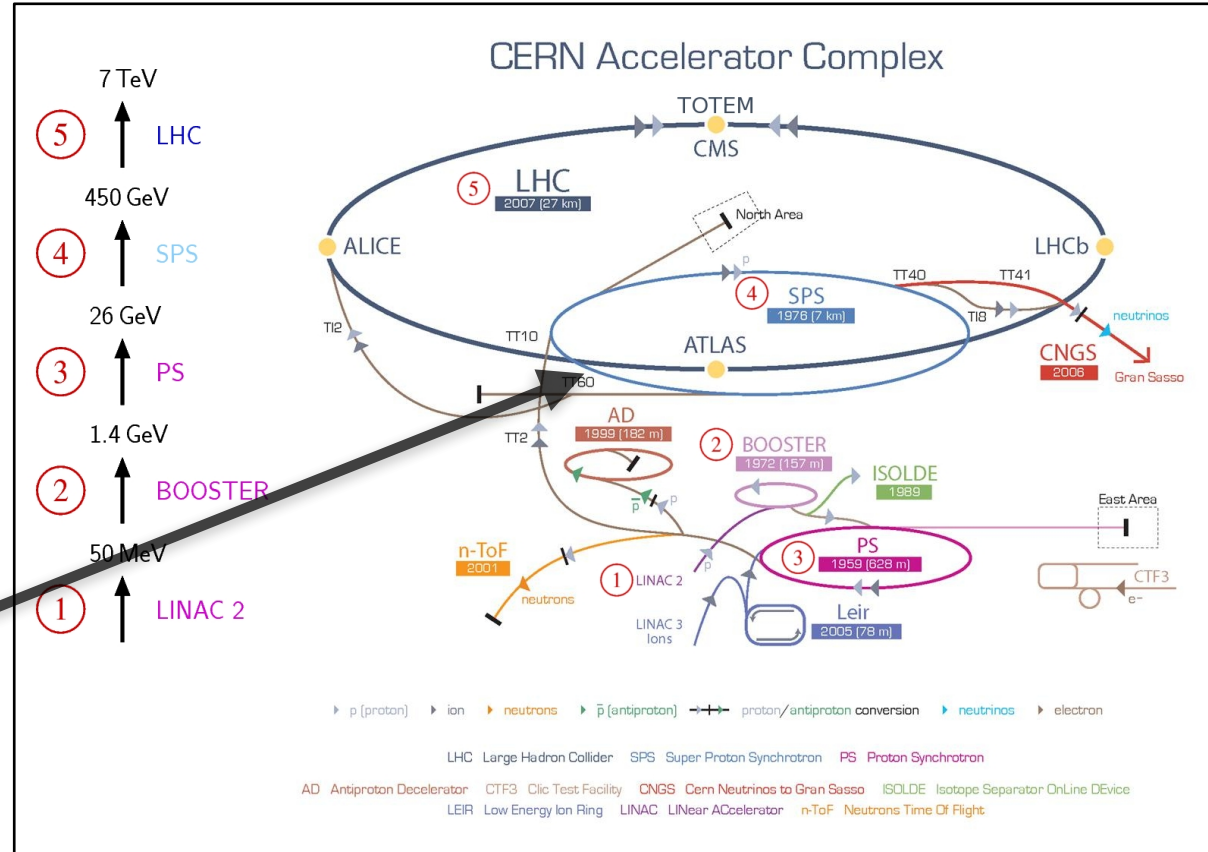 CERN Accelerator Complex
7 TeV
5
LHC
450 GeV
4
SPS
26 GeV
3
PS
1.4 GeV
2
BOOSTER
50 MeV
1
LINAC 2
TOTEM
CMS
5
LHC
2007 (27 km)
North Area
ALICE
LHCb
p
TT40
TT41
4
SPS
1976 (7 km)
TI8
TI2
TT10
ATLAS
neutrinos
CNGS
2006
Gran Sasso
TT60
AD
1999 (182 m)
TT2
2
BOOSTER
1972 (157 m)
ISOLDE
1989
p̅
p
East Area
n-ToF
2001
3
PS
1959 (628 m)
1
LINAC 2
p
neutrons
CTF3
e–
LINAC 3
Ions
Leir
2005 (78 m)
p (proton) ion neutrons p̅ (antiproton) proton/antiproton conversion neutrinos electron
LHC Large Hadron Collider SPS Super Proton Synchrotron PS Proton Synchrotron
AD Antiproton Decelerator CTF3 Clic Test Facility CNGS Cern Neutrinos to Gran Sasso ISOLDE Isotope Separator OnLine DEvice
LEIR Low Energy Ion Ring LINAC LINear ACcelerator n-ToF Neutrons Time Of Flight